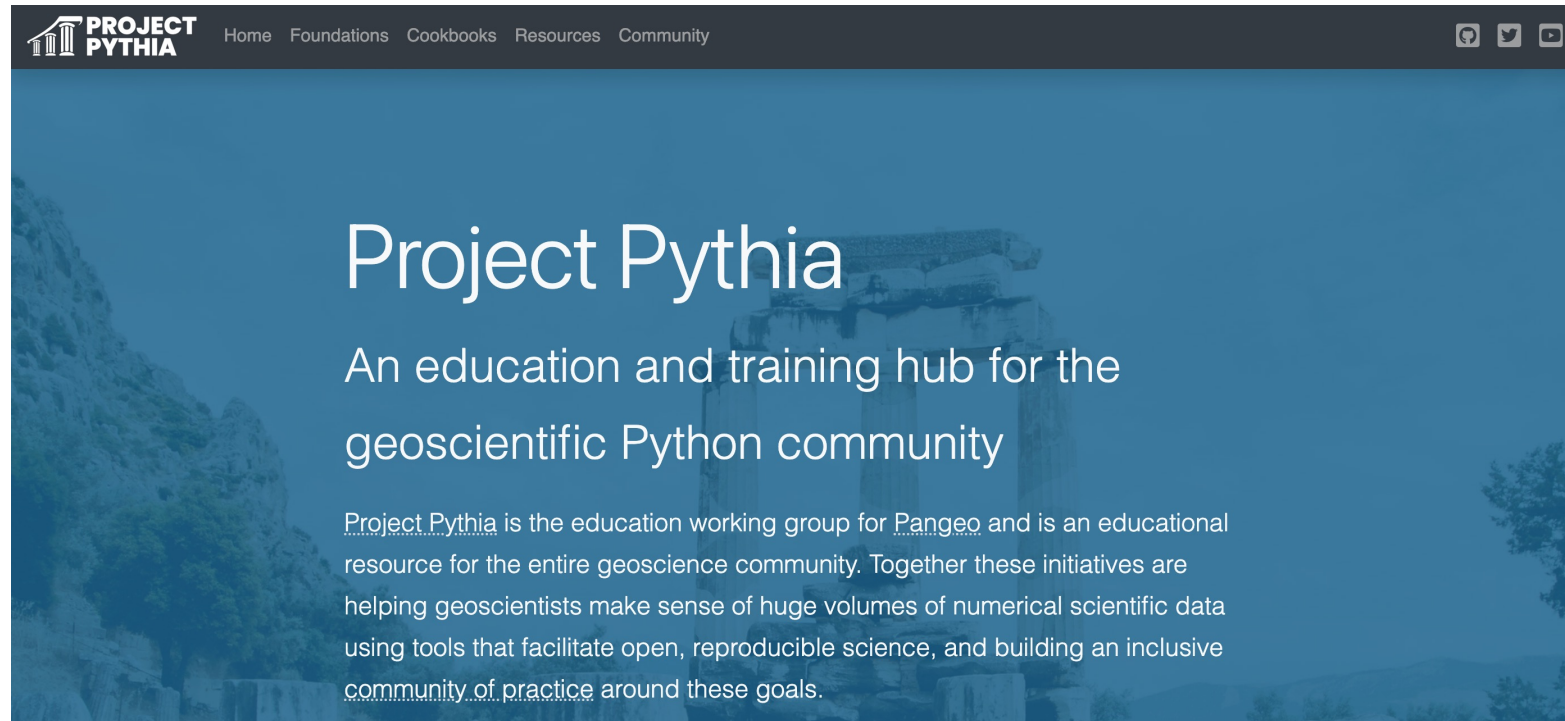 PROJECT
PYTHIA
Home Foundations Cookbooks Resources Community
Project Pythia
An education and training hub for the
geoscientific Python community
Project Pythia is the education working group for Pangeo and is an educational
resource for the entire geoscience community. Together these initiatives are
helping geoscientists make sense of huge volumes of numerical scientific data
using tools that facilitate open, reproducible science, and building an inclusive
community of practice around these goals.